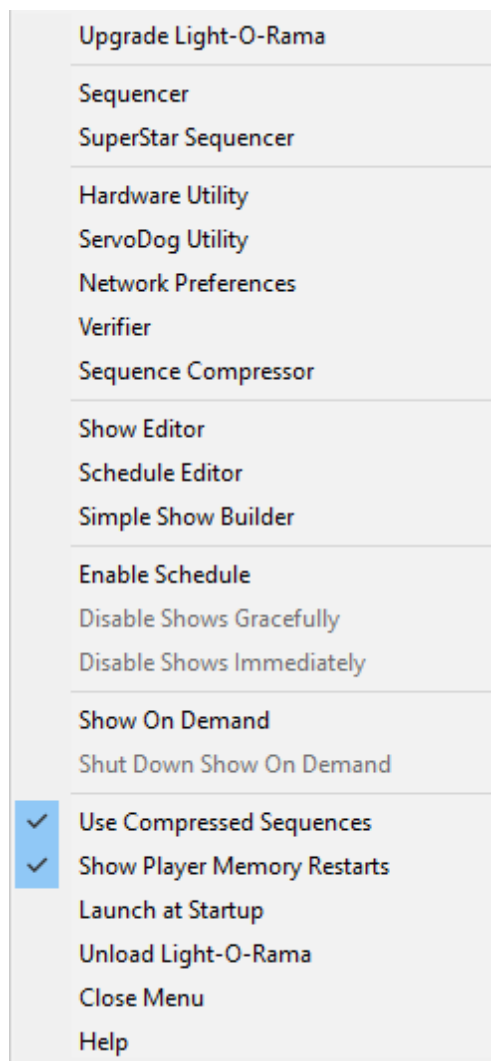 Upgrade Light-O-Rama
Sequencer
SuperStar Sequencer
Hardware Utility
ServoDog Utility
Network Preferences
Verifier
Sequence Compressor
Show Editor
Schedule Editor
Simple Show Builder
Enable Schedule
Disable Shows Gracefully
Disable Shows Immediately
Show On Demand
Shut Down Show On Demand
Use Compressed Sequences
Show Player Memory Restarts
Launch at Startup
Unload Light-O-Rama
Close Menu
Help